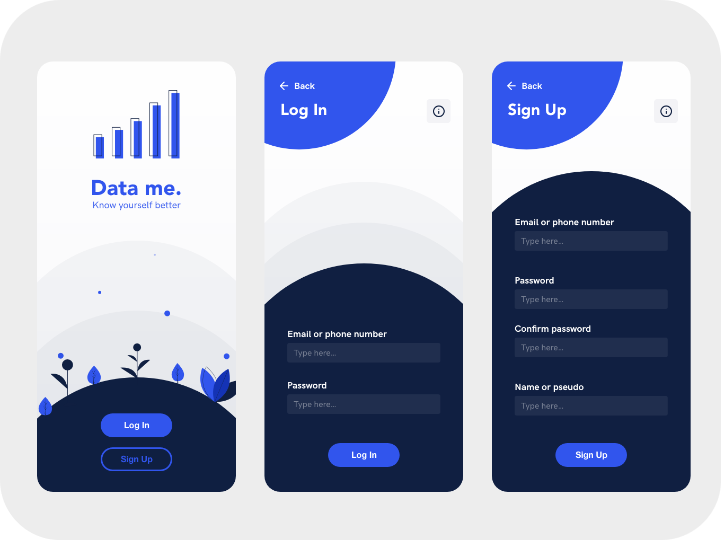 Data me.
Know yourself better
Log In
Sign Up
Back
Log In
Email or phone number
Type here...
Password
Type here...
Log In
Back
Sign Up
Email or phone number
Type here...
Password
Type here...
Confirm password
Type here...
Name or pseudo
Type here...
Sign Up